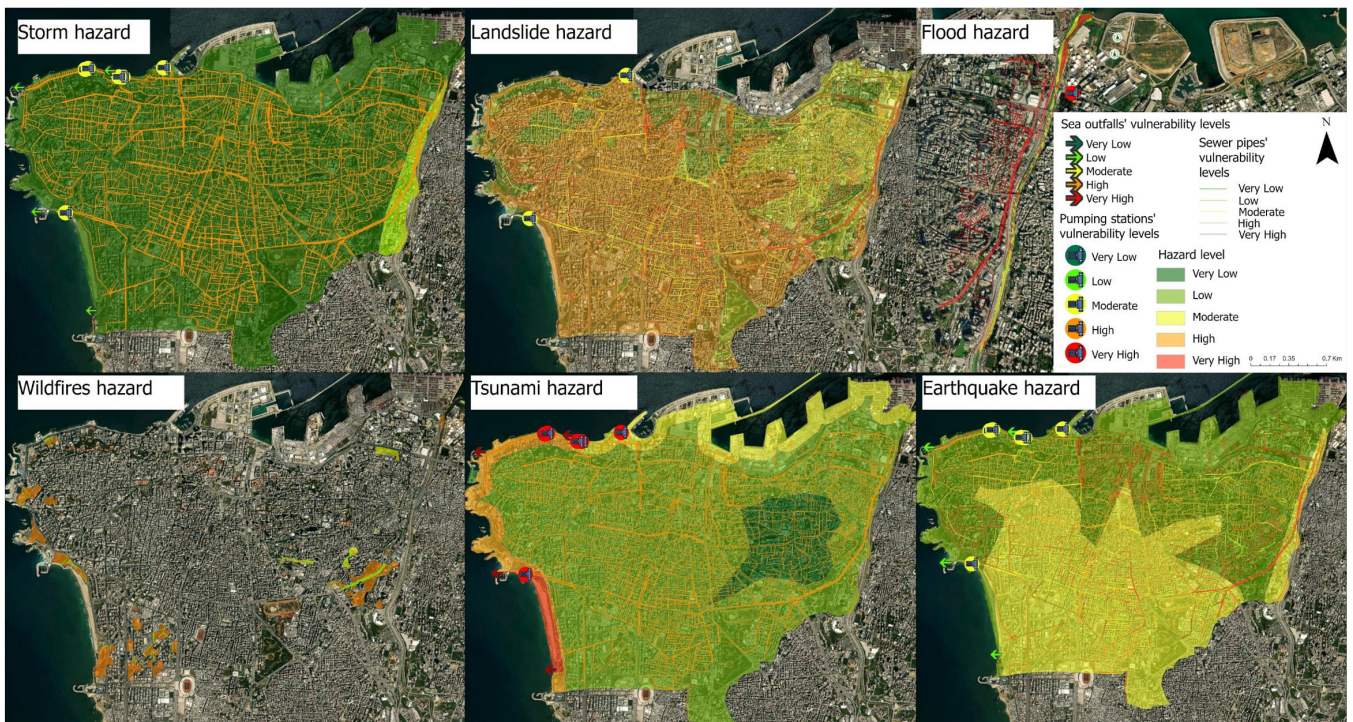 Storm hazard
Landslide hazard
Flood hazard
Sea outfalls' vulnerability levels
Very Low
Low
Moderate
High
Very High
Pumping stations'
vulnerability levels
Very Low
Low
Moderate
High
Very High
Sewer pipes'
vulnerability
levels
Very Low
Low
Moderate
High
Very High
Hazard level
Very Low
Low
Moderate
High
Very High
N
0 0.17 0.35 0,7 Km
Wildfires hazard
Tsunami hazard
Earthquake hazard